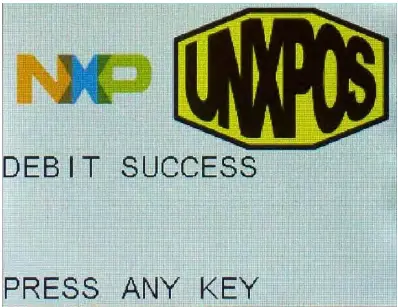 NXP UNXPOS
DEBIT SUCCESS
PRESS ANY KEY